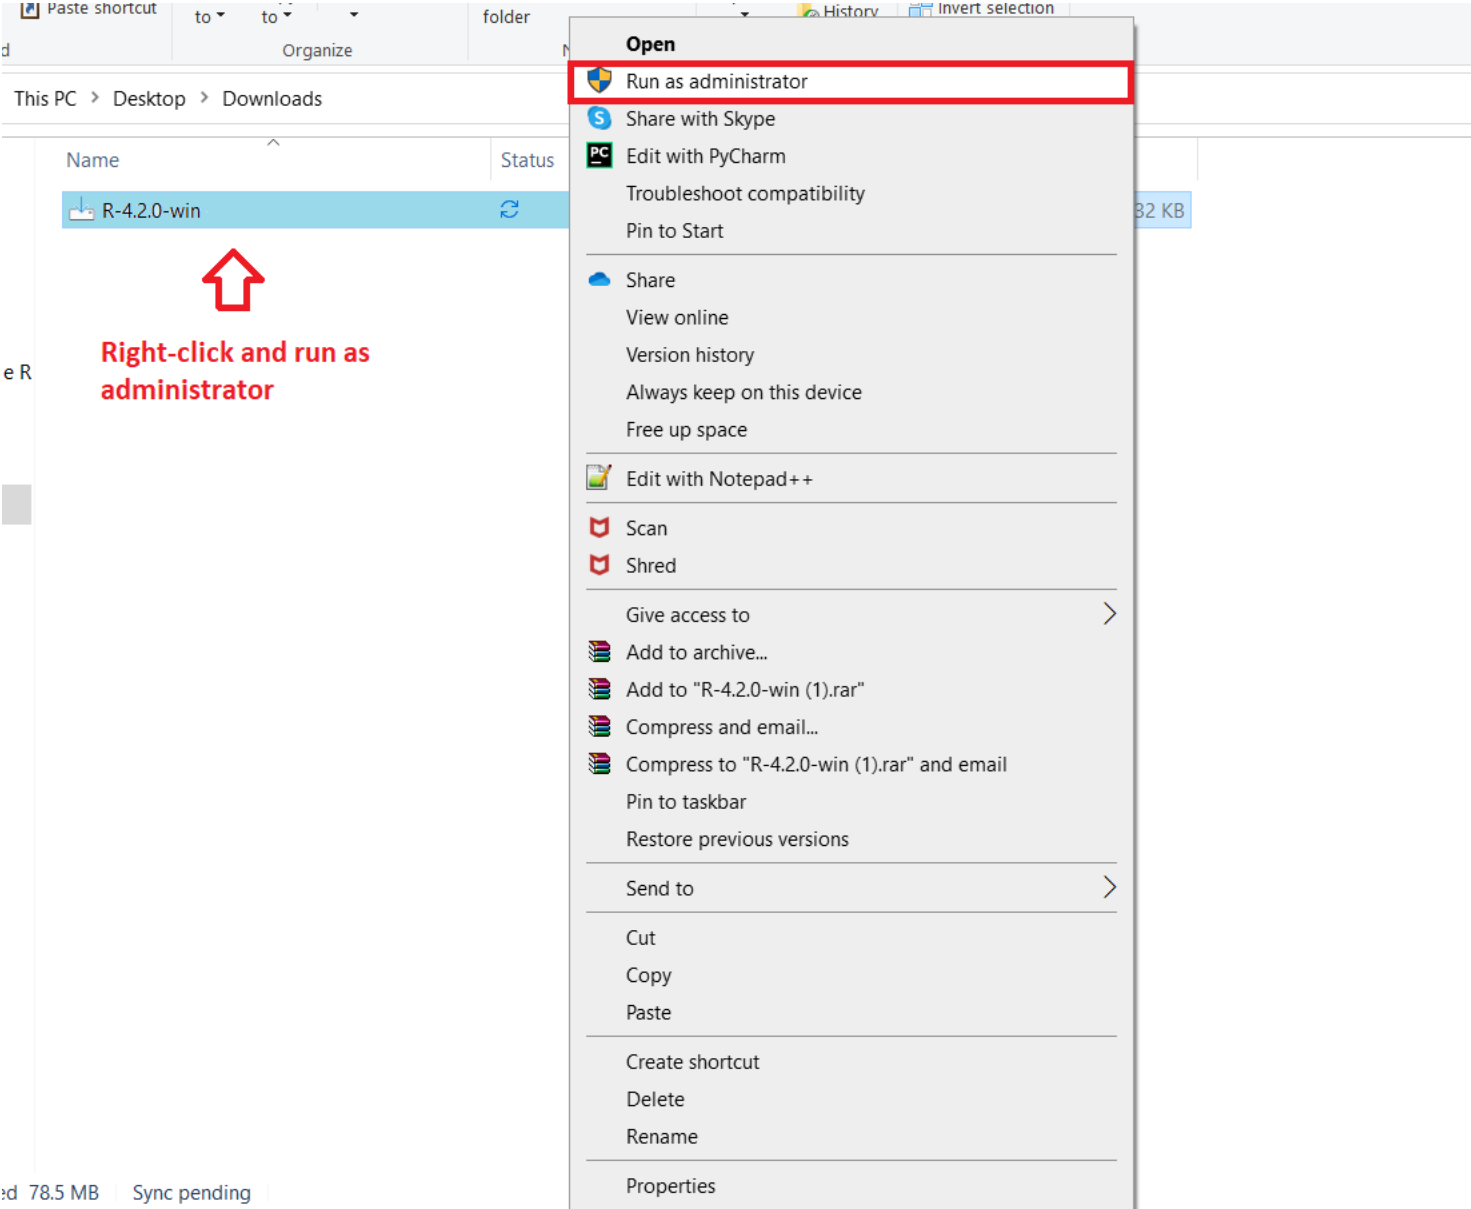 Paste shortcut
to
to
folder
History
Invert selection
Organize
This PC > Desktop > Downloads
Name
Status
R-4.2.0-win
32 KB
Right-click and run as
administrator
e R
Open
Run as administrator
Share with Skype
Edit with PyCharm
Troubleshoot compatibility
Pin to Start
Share
View online
Version history
Always keep on this device
Free up space
Edit with Notepad++
Scan
Shred
Give access to
Add to archive...
Add to "R-4.2.0-win (1).rar"
Compress and email...
Compress to "R-4.2.0-win (1).rar" and email
Pin to taskbar
Restore previous versions
Send to
Cut
Copy
Paste
Create shortcut
Delete
Rename
Properties
ed 78.5 MB Sync pending